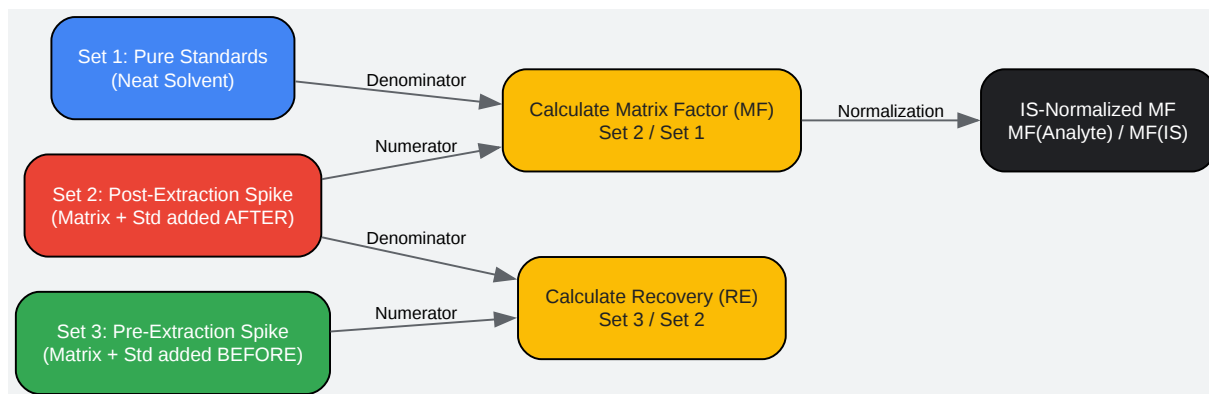 Set 1: Pure Standards
(Neat Solvent)
Denominator
Calculate Matrix Factor (MF)
Set 2 / Set 1
Normalization
IS-Normalized MF
MF(Analyte) / MF(IS)
Numerator
Set 2: Post-Extraction Spike
(Matrix + Std added AFTER)
Denominator
Calculate Recovery (RE)
Set 3 / Set 2
Numerator
Set 3: Pre-Extraction Spike
(Matrix + Std added BEFORE)